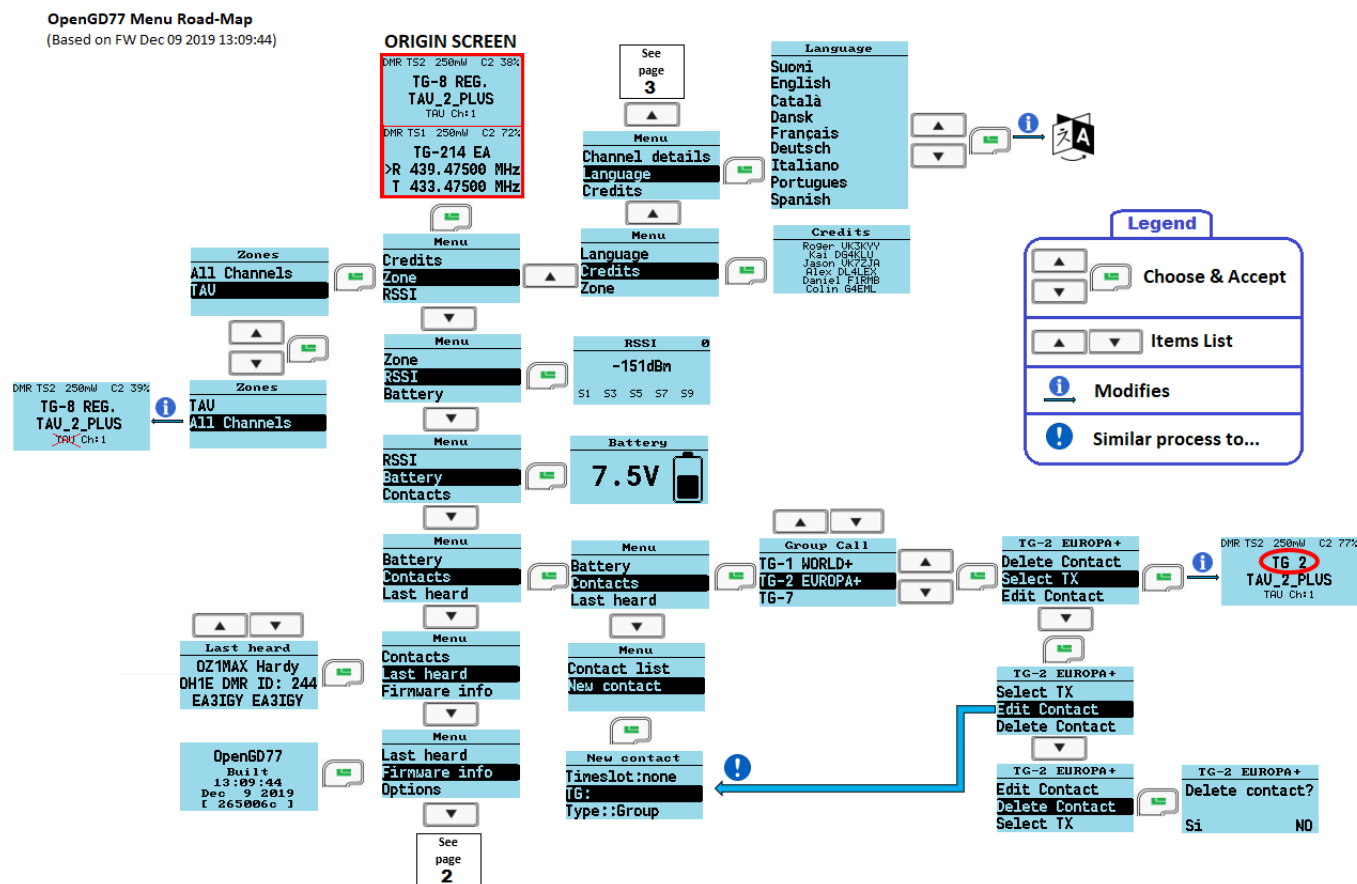 OpenGD77 Menu Road-Map
(Based on FW Dec 09 2019 13:09:44)
ORIGIN SCREEN
DMR TS2 250mW C2 38%
TG-8 REG.
TAV_2_PLUS
TAU Ch:1
DMR TS1 250mW C2 72%
TG-214 EA
>R 439.47500 MHz
T 433.47500 MHz
See
page
3
Menu
Channel details
Language
Credits
Language
Suomi
English
Català
Dansk
Français
Deutsch
Italiano
Portugues
Spanish
Menu
Language
Credits
Zone
Credits
Roger VK3KYY
Kai DG4KLU
Jason VK7ZJA
Alex DL4LEX
Daniel F1RMB
Colin G4EML
Legend
Choose & Accept
Items List
Modifies
Similar process to...
Menu
Credits
Zone
RSSI
Zones
All Channels
TAV
Zones
TAV
All Channels
DMR TS2 250mW C2 39%
TG-8 REG.
TAV_2_PLUS
TAU Ch:1
Menu
Zone
RSSI
Battery
RSSI 0
-151dBm
S1 S3 S5 S7 S9
Menu
RSSI
Battery
Contacts
Battery
7.5V
Menu
Battery
Contacts
Last heard
Menu
Battery
Contacts
Last heard
Group Call
TG-1 WORLD+
TG-2 EUROPA+
TG-7
TG-2 EUROPA+
Delete Contact
Select TX
Edit Contact
DMR TS2 250mW C2 77%
TG 2
TAV_2_PLUS
TAU Ch:1
Menu
Contact list
New contact
New contact
Timeslot:none
TG:
Type::Group
TG-2 EUROPA+
Select TX
Edit Contact
Delete Contact
TG-2 EUROPA+
Edit Contact
Delete Contact
Select TX
TG-2 EUROPA+
Delete contact?
Si NO
Menu
Contacts
Last heard
Firmware info
Last heard
OZ1MAX Hardy
OH1E DMR ID: 244
EA3IGY EA3IGY
Menu
Last heard
Firmware info
Options
OpenGD77
Built
13:09:44
Dec 9 2019
[ 265006c ]
See
page
2